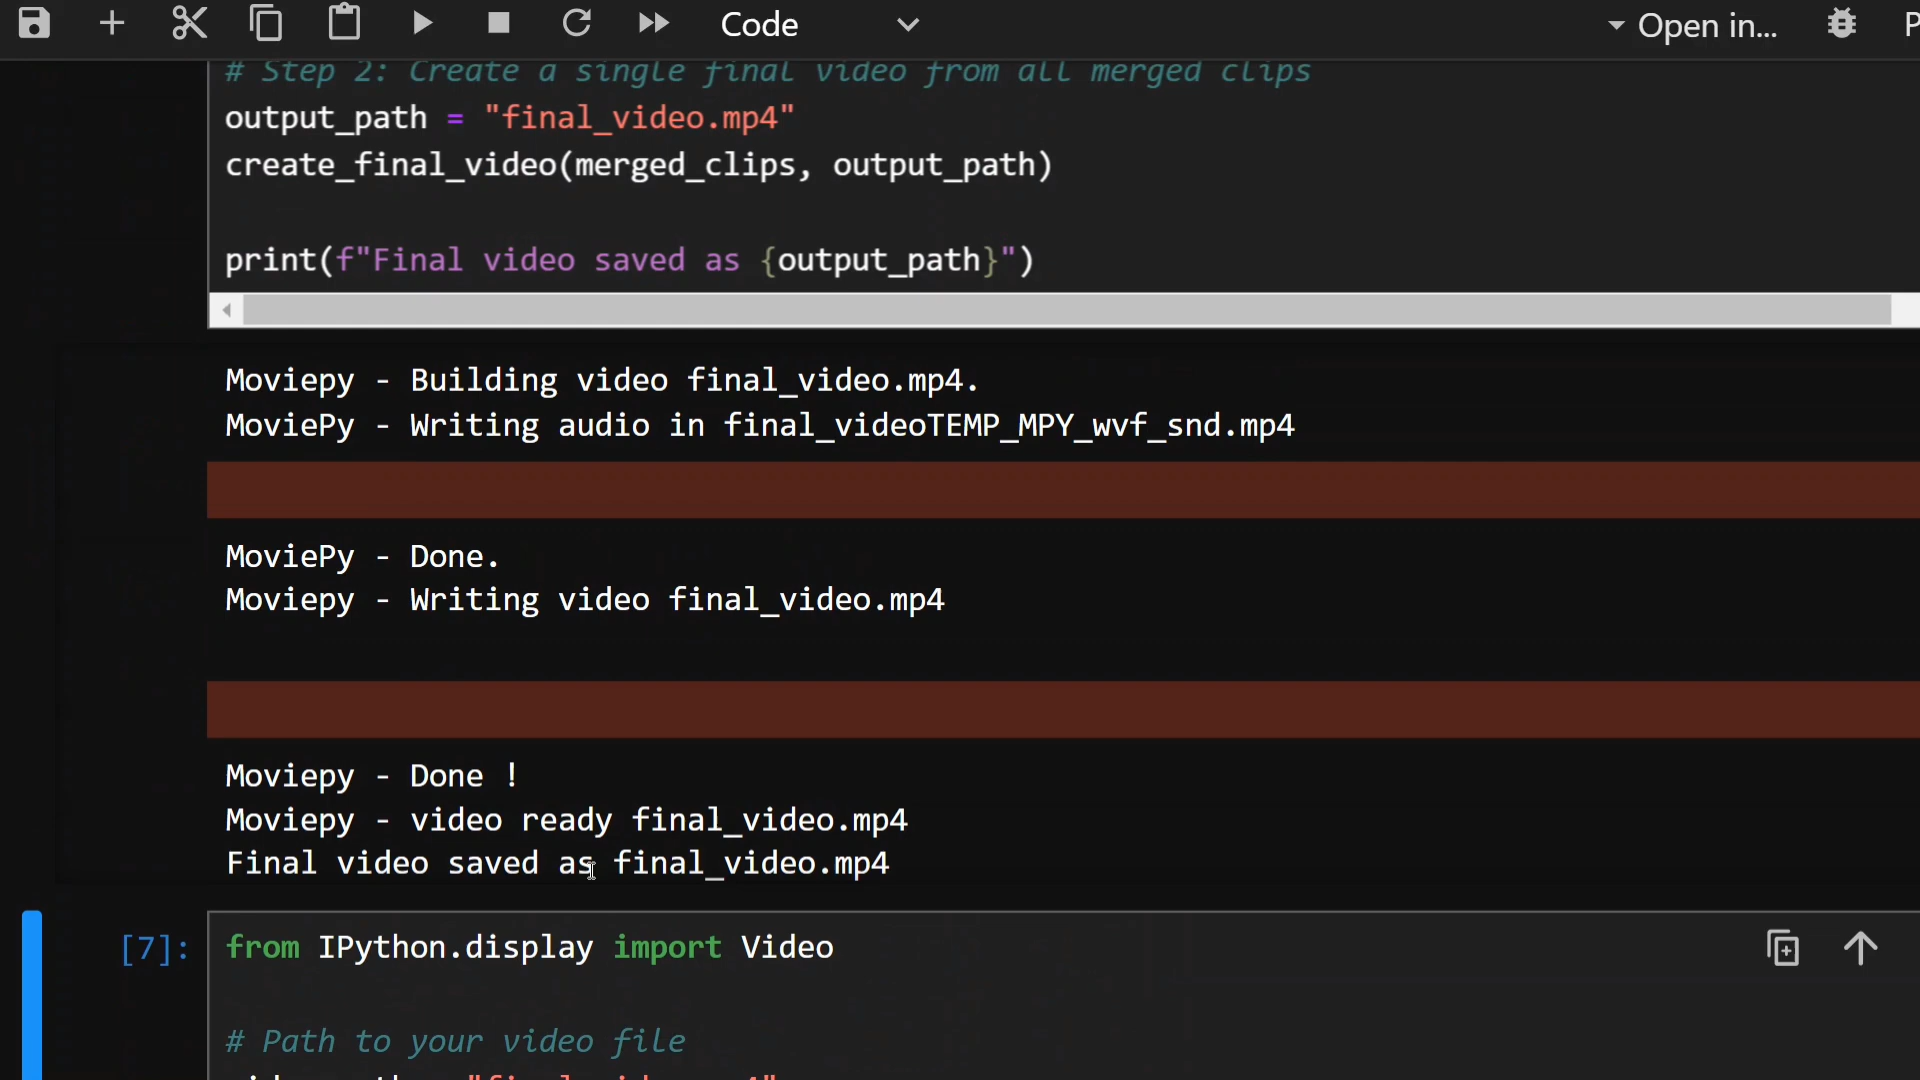 Code
Open in...
# Step 2: Create a single final video from all merged clips
output_path = "final_video.mp4"
create_final_video(merged_clips, output_path)
print(f"Final video saved as {output_path}")
Moviepy - Building video final_video.mp4.
MoviePy - Writing audio in final_videoTEMP_MPY_wvf_snd.mp4
MoviePy - Done.
Moviepy - Writing video final_video.mp4
Moviepy - Done !
Moviepy - video ready final_video.mp4
Final video saved as final_video.mp4
[7]:
from IPython.display import Video
# Path to your video file